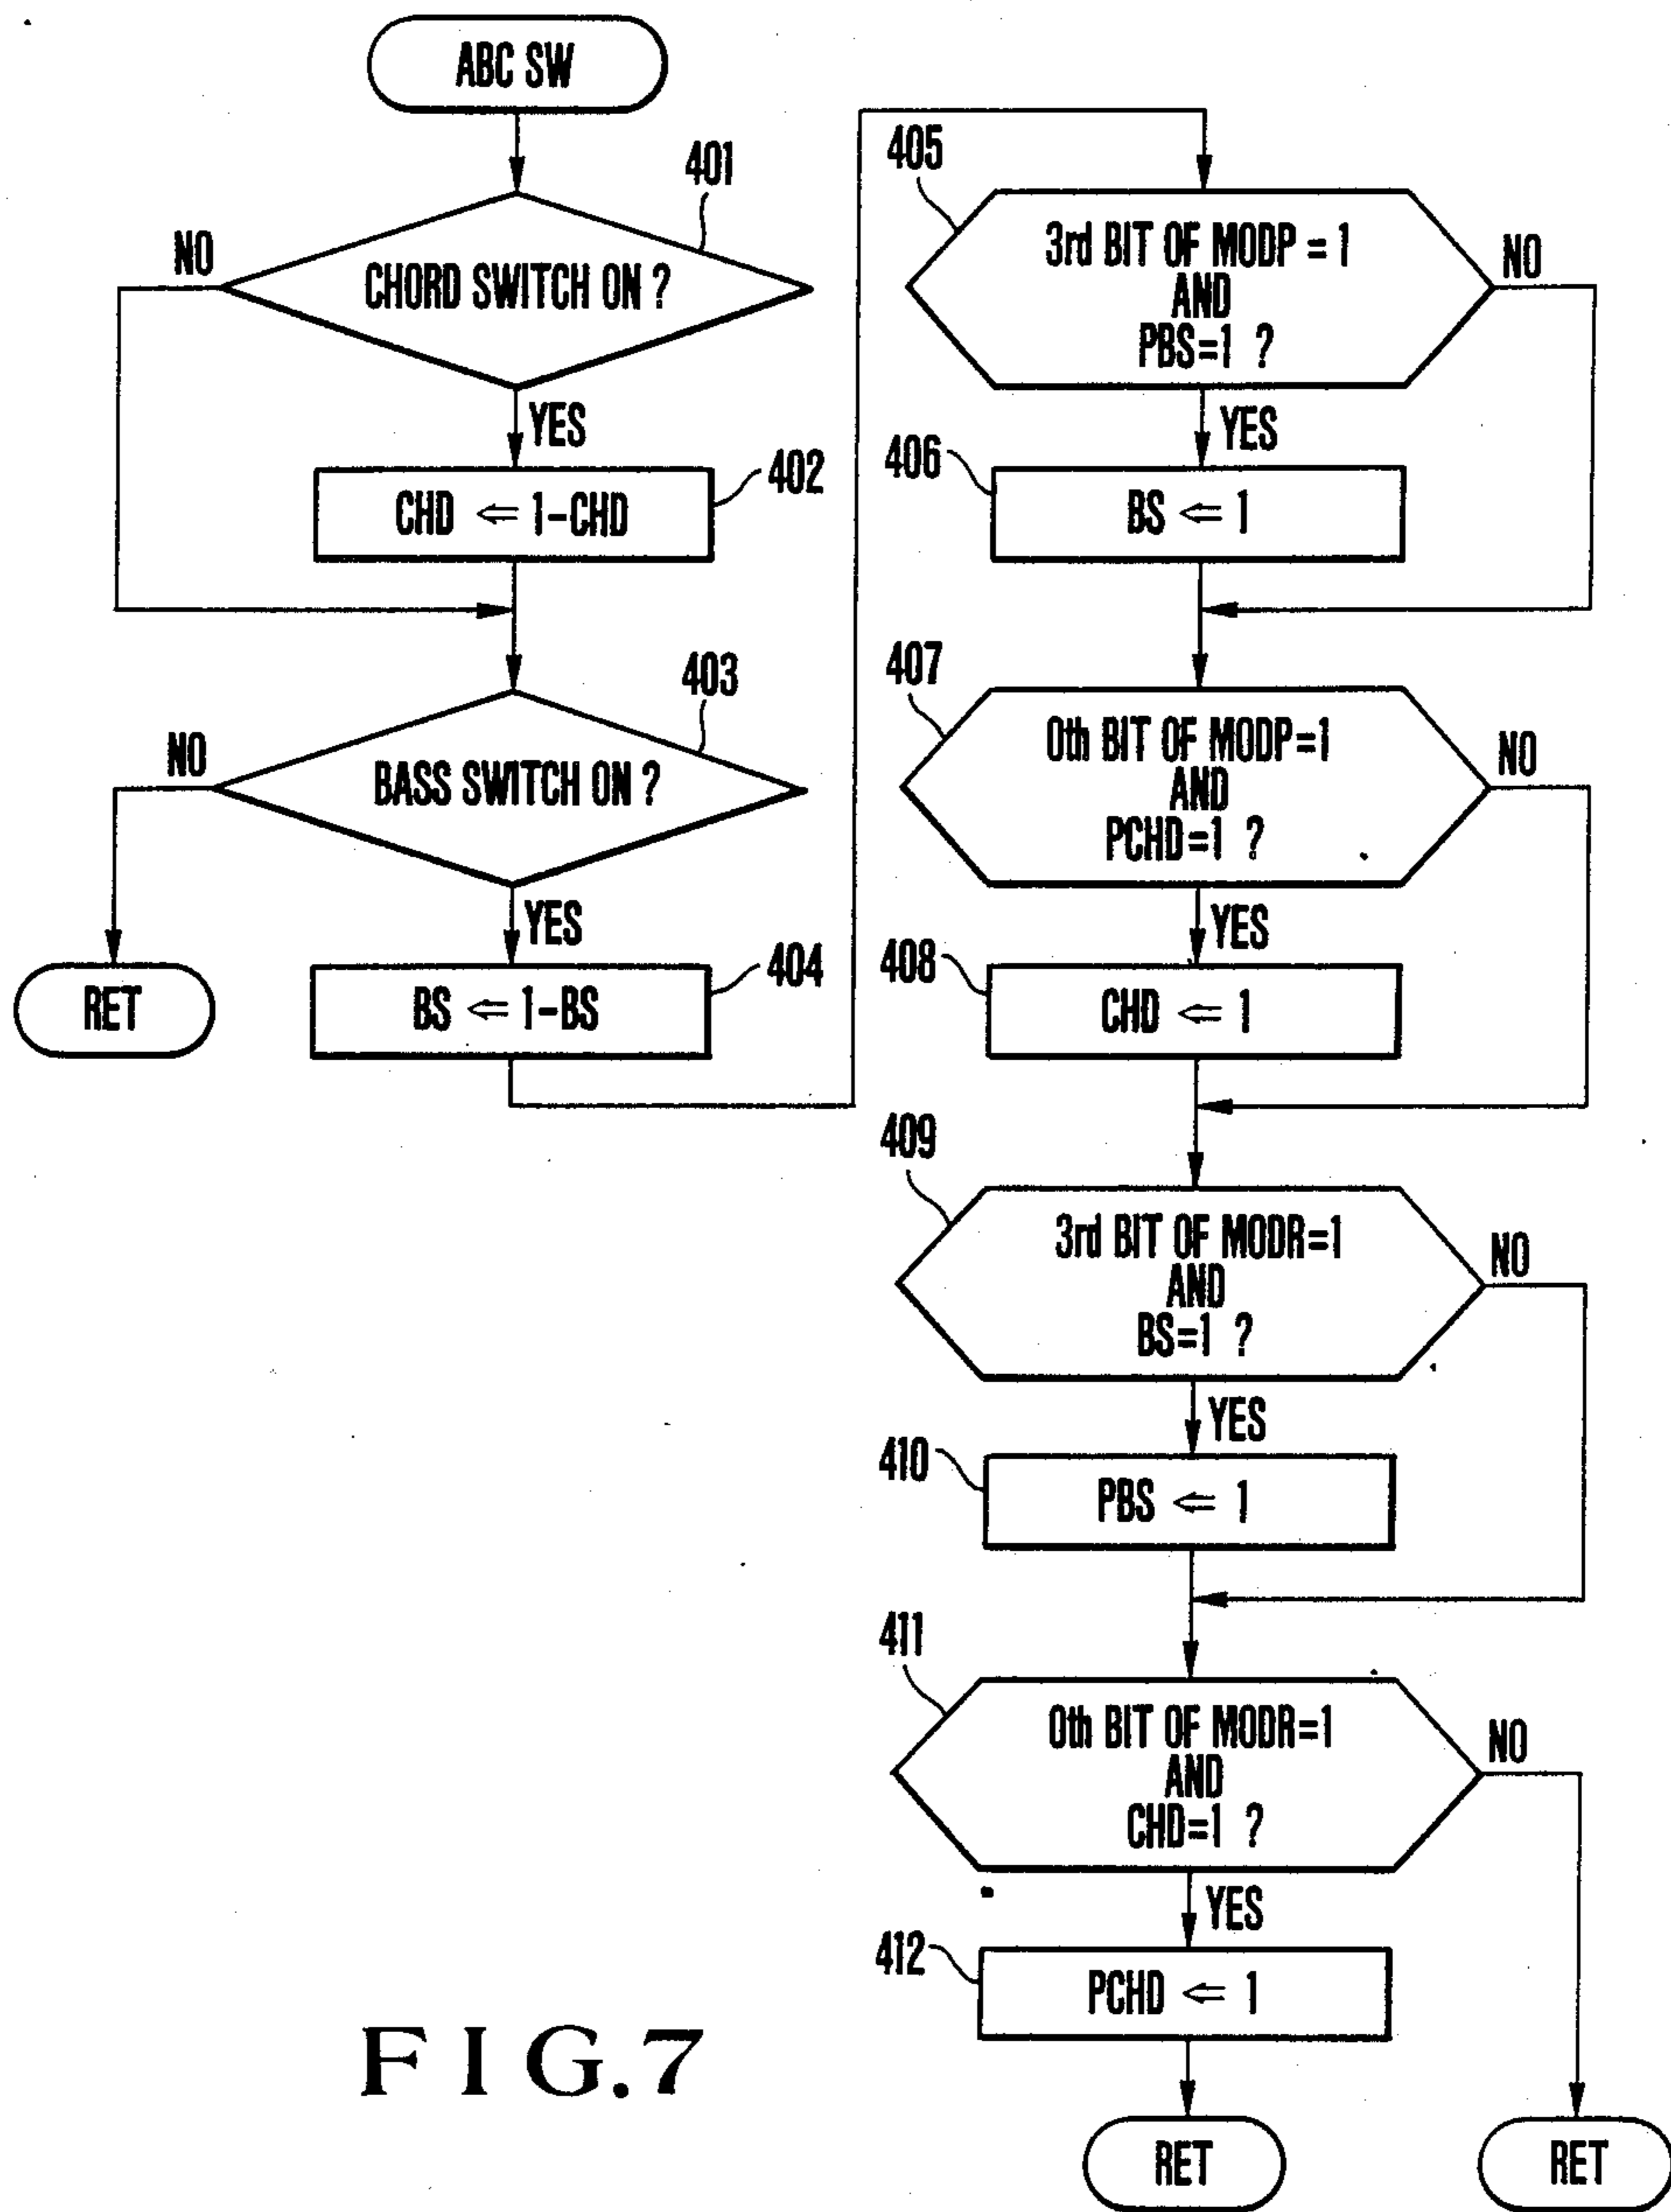 ABC SW
401
NO
CHORD SWITCH ON ?
YES
402
CHD ⇐ 1-CHD
403
NO
BASS SWITCH ON ?
YES
404
RET
BS ⇐ 1-BS
405
3rd BIT OF MODP = 1
AND
PBS=1 ?
NO
YES
406
BS ⇐ 1
407
0th BIT OF MODP=1
AND
PCHD=1 ?
NO
YES
408
CHD ⇐ 1
409
3rd BIT OF MODR=1
AND
BS=1 ?
NO
YES
410
PBS ⇐ 1
411
0th BIT OF MODR=1
AND
CHD=1 ?
NO
YES
412
PCHD ⇐ 1
RET
RET
FIG.7